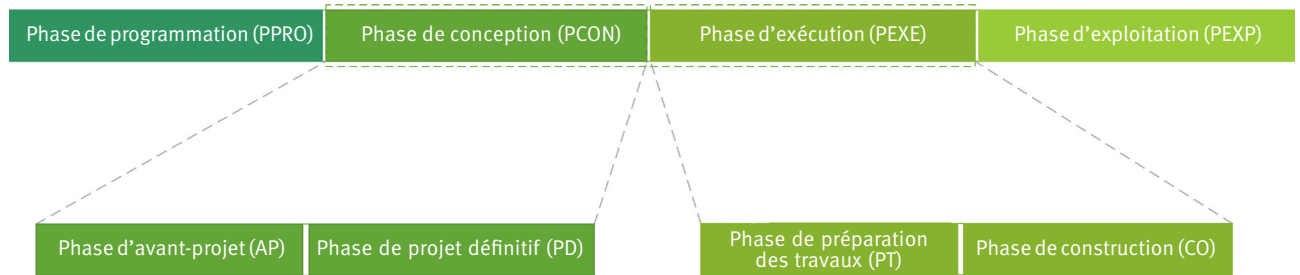 Phase de programmation (PPRO)
Phase de conception (PCON)
Phase d’exécution (PEXE)
Phase d’exploitation (PEXP)
Phase d’avant-projet (AP)
Phase de projet définitif (PD)
Phase de préparation
des travaux (PT)
Phase de construction (CO)